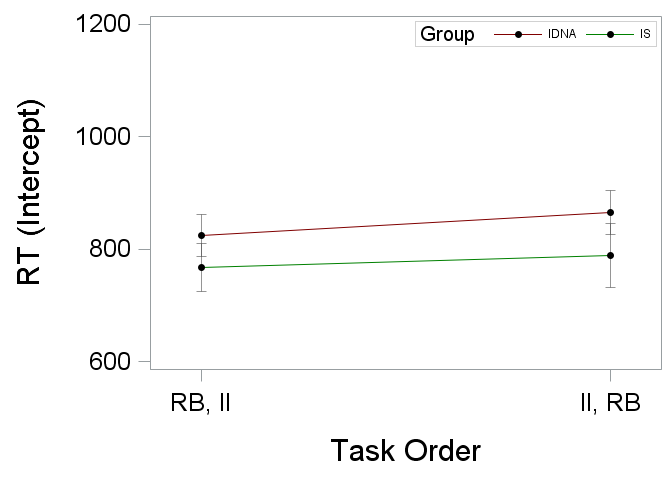 1200
1000
800
600
RT (Intercept)
Group IDNA IS
RB, II
II, RB
Task Order